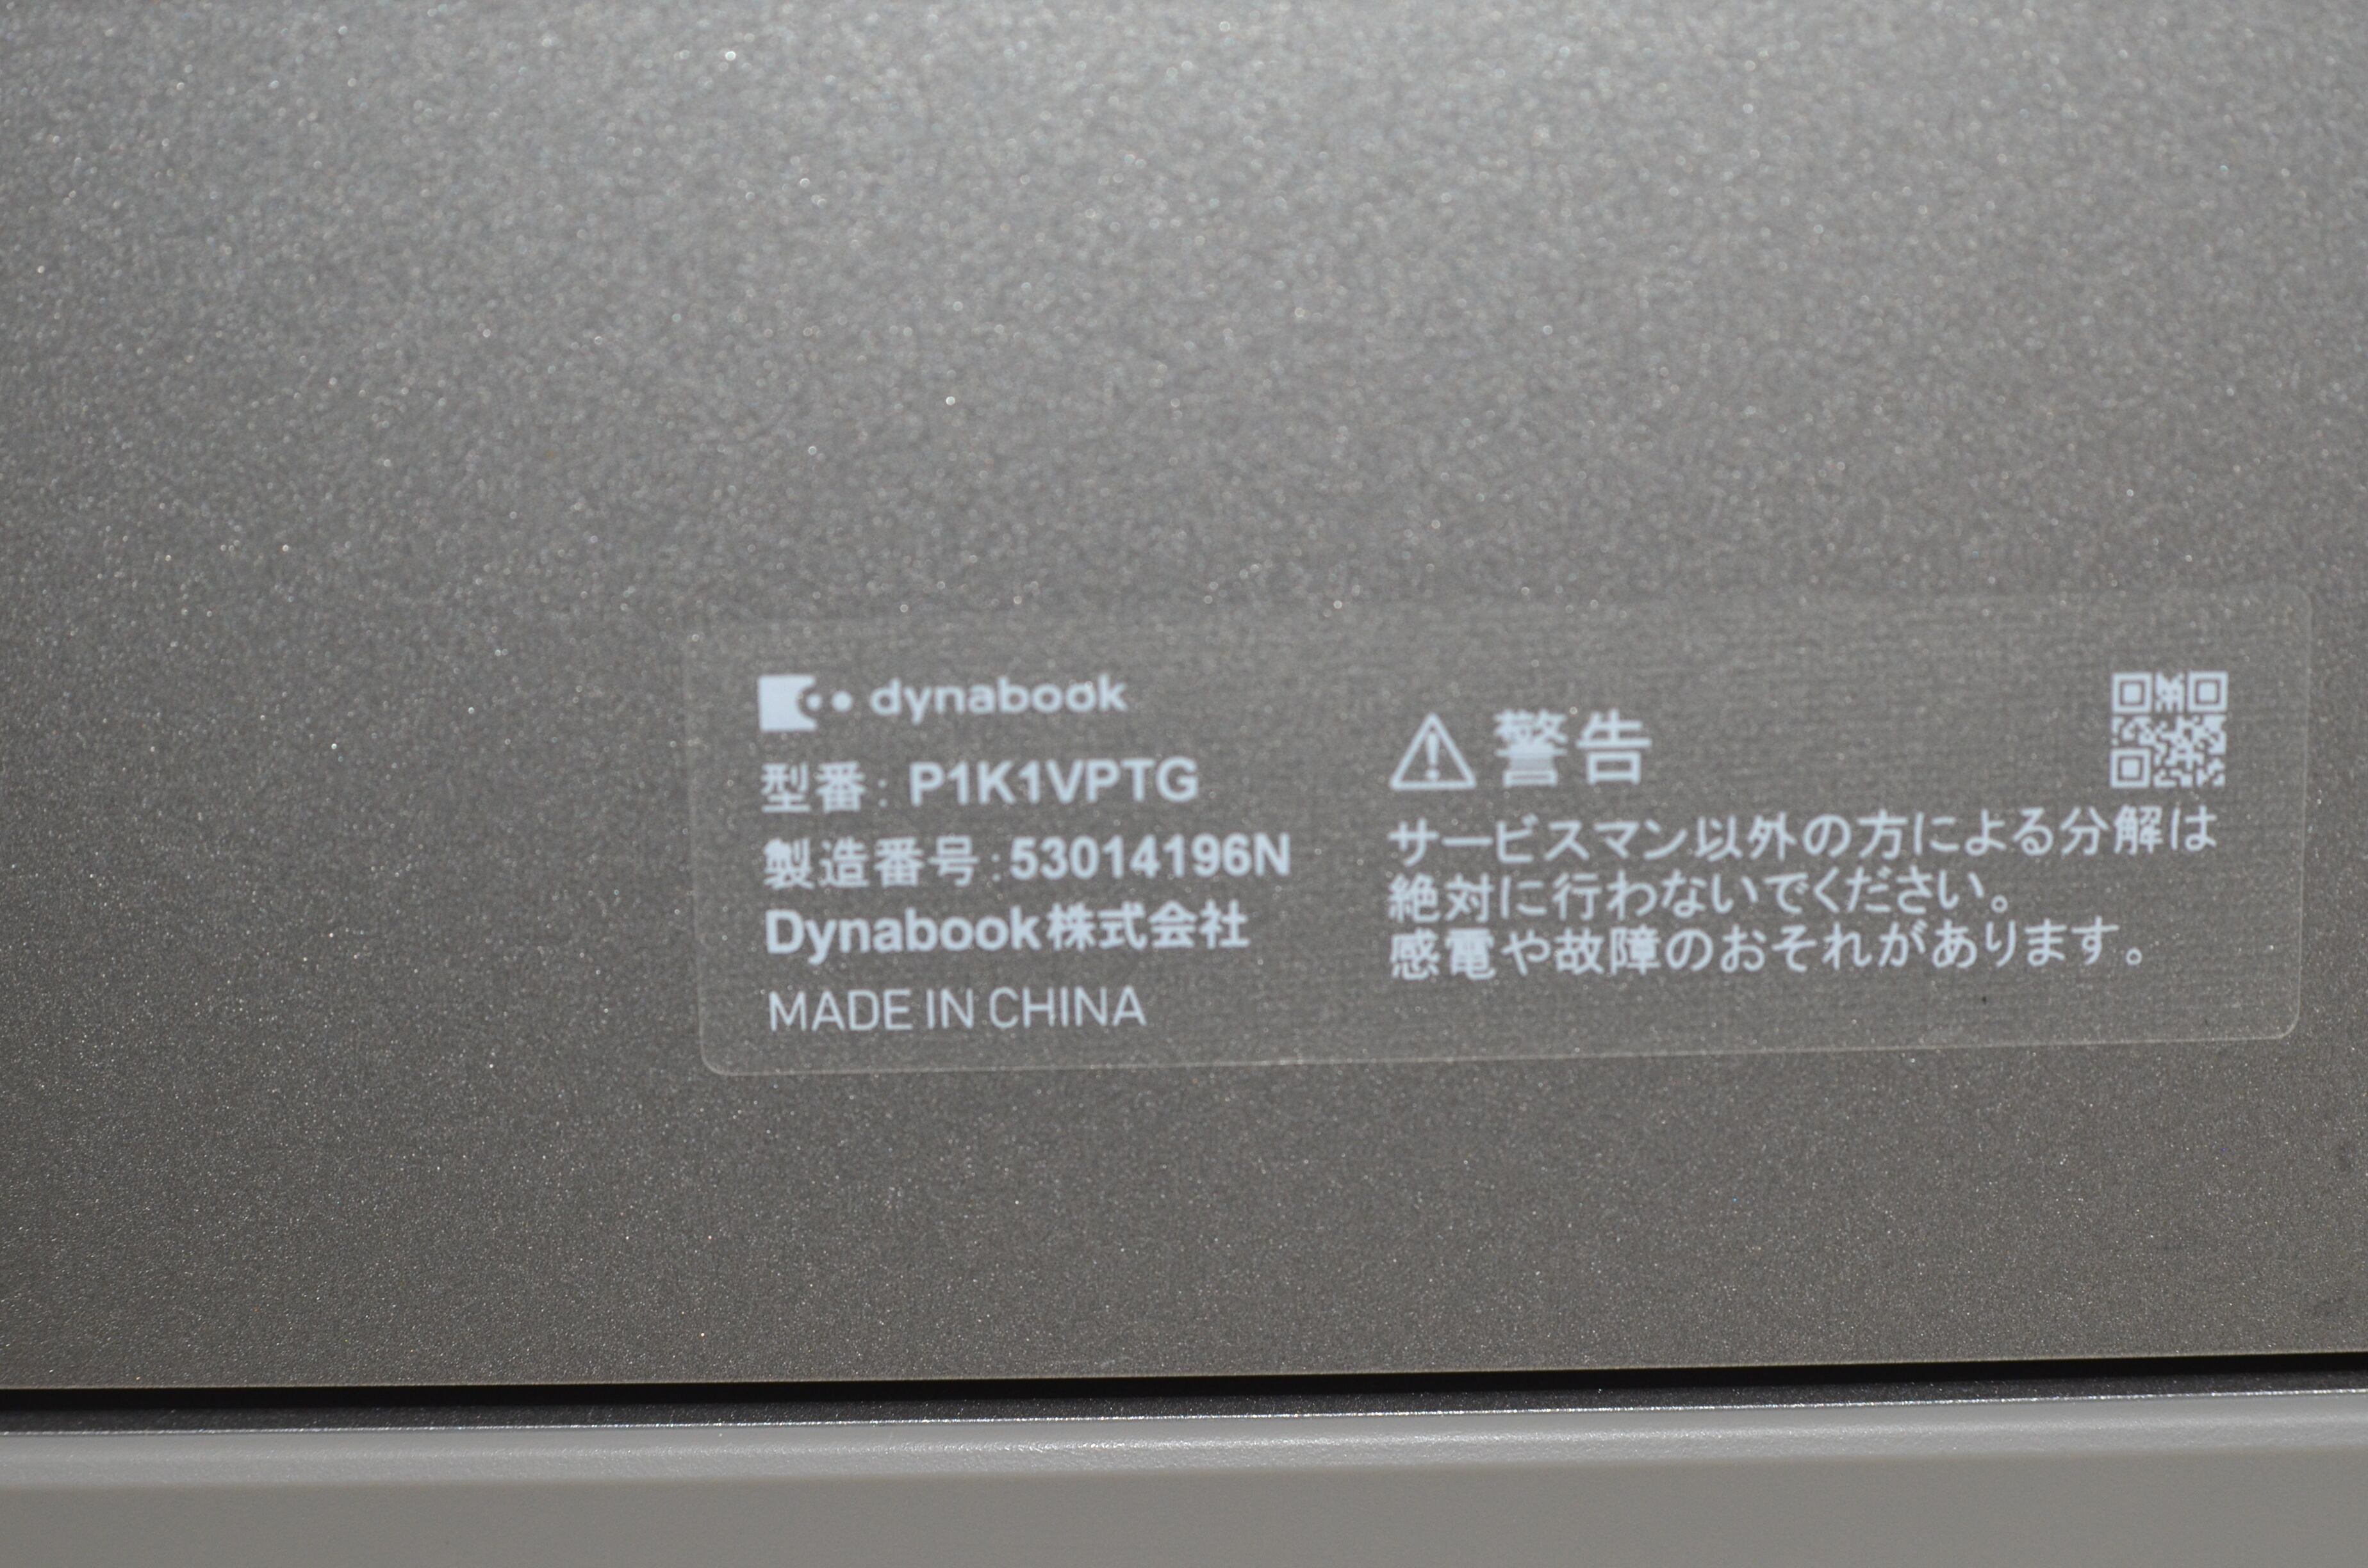 dynabook
型番: P1K1VPTG
製造番号:53014196N
Dynabook株式会社
MADE IN CHINA
警告
サービスマン以外の方による分解は
絶対に行わないでください。
感電や故障のおそれがあります。